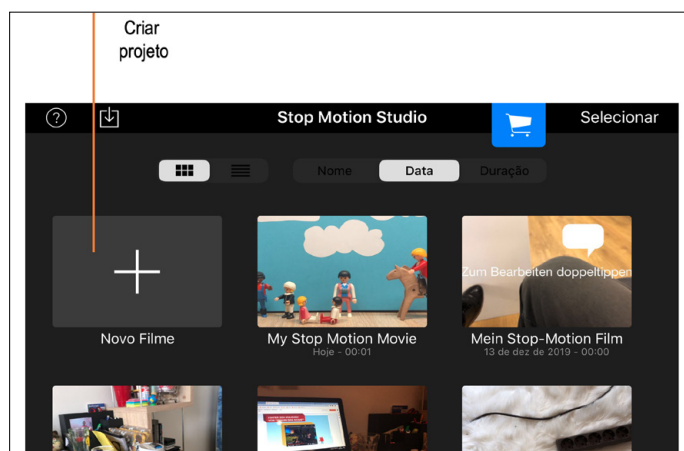 Criar
projeto
?
Stop Motion Studio
Selecionar
Nome
Data
Duração
Zum Bearbeiten doppeltippen
Novo Filme
My Stop Motion Movie
Mein Stop-Motion Film
Hoje - 00:01
13 de dez de 2019 - 00:00